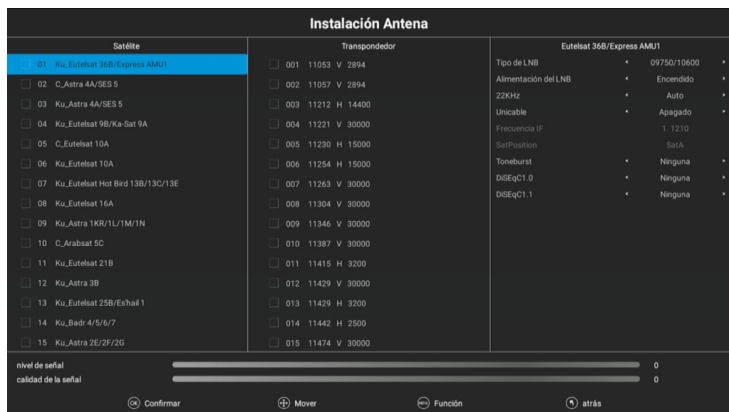 Instalación Antena
Satélite
01 Ku_Eutelsat 36B/Express AMU1
02 C_Astra 4A/SES 5
03 Ku_Astra 4A/SES 5
04 Ku_Eutelsat 9B/Ka-Sat 9A
05 C_Eutelsat 10A
06 Ku_Eutelsat 10A
07 Ku_Eutelsat Hot Bird 13B/13C/13E
08 Ku_Eutelsat 16A
09 Ku_Astra 1KR/1L/1M/1N
10 C_Arabsat 5C
11 Ku_Eutelsat 21B
12 Ku_Astra 3B
13 Ku_Eutelsat 25B/Es'hail 1
14 Ku_Badr 4/5/6/7
15 Ku_Astra 2E/2F/2G
Transpondedor
001 11053 V 2894
002 11057 V 2894
003 11212 H 14400
004 11221 V 30000
005 11230 H 15000
006 11254 H 15000
007 11263 V 30000
008 11304 V 30000
009 11346 V 30000
010 11387 V 30000
011 11415 H 3200
012 11429 V 30000
013 11429 H 3200
014 11442 H 2500
015 11474 V 30000
Eutelsat 36B/Express AMU1
Tipo de LNB 09750/10600
Alimentación del LNB Encendido
22KHz Auto
Unicable Apagado
Frecuencia IF 1. 1210
SatPosition SatA
Toneburst Ninguna
DiSEqC1.0 Ninguna
DiSEqC1.1 Ninguna
nivel de señal 0
calidad de la señal 0
OK Confirmar Mover MENU Función atrás